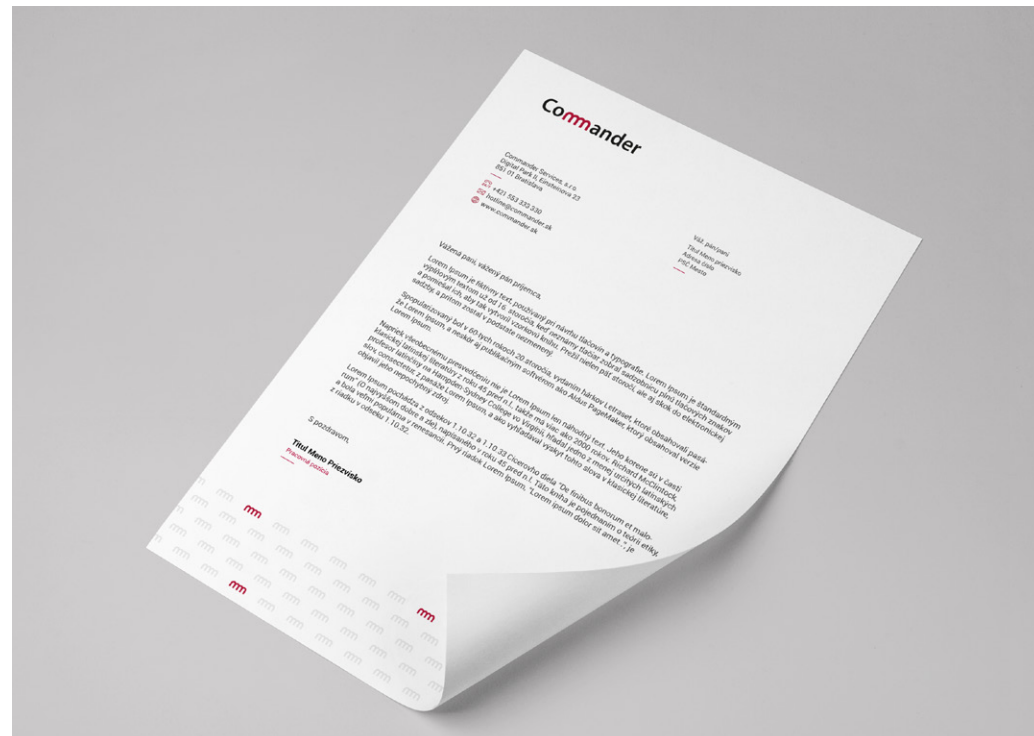 Commander
Commander Services, s.r.o.
Digital Park II, Einsteinova 23
851 01 Bratislava
+421 553 333 330
hotline@commander.sk
www.commander.sk
Váž. pán/pani
Titul Meno Priezvisko
Adresa číslo
PSČ Mesto
Vážená pani, vážený pán príjemca,
Lorem Ipsum je fiktívny text, používaný pri návrhu tlačovín a typografie. Lorem Ipsum je štandardným
výplňovým textom už od 16. storočia, keď neznámy tlačiar zobral sadzobnicu plnú tlačových znakov
a pomiešal ich, aby tak vytvoril vzorkovú knihu. Prežil nielen päť storočí, ale aj skok do elektronickej
sadzby, a pritom zostal v podstate nezmenený.
Spopularizovaný bol v 60-tych rokoch 20.storočia, vydaním hárkov Letraset, ktoré obsahovali pasá-
že Lorem Ipsum, a neskôr aj publikačným softvérom ako Aldus PageMaker, ktorý obsahoval verzie
Lorem Ipsum.
Napriek všeobecnému presvedčeniu nie je Lorem Ipsum len náhodný text. Jeho korene sú v časti
klasickej latinskej literatúry z roku 45 pred n.l., takže má viac ako 2000 rokov. Richard McClintock,
profesor latinčiny na Hampden-Sydney College vo Virgínii, hľadal jedno z menej určitých latinských
slov, consectetur, z pasáže Lorem Ipsum, a ako vyhľadával výskyt tohto slova v klasickej literatúre,
objavil jeho nepochybný zdroj.
Lorem Ipsum pochádza z odsekov 1.10.32 a 1.10.33 Cicerovho diela "De finibus bonorum et malo-
rum" (O najvyššom dobre a zle), napísaného v roku 45 pred n.l. Táto kniha je pojednaním o teórii etiky,
a bola veľmi populárna v renesancii. Prvý riadok Lorem Ipsum, "Lorem ipsum dolor sit amet...", je
z riadku v odseku 1.10.32.
S pozdravom,
Titul Meno Priezvisko
Pracovná pozícia